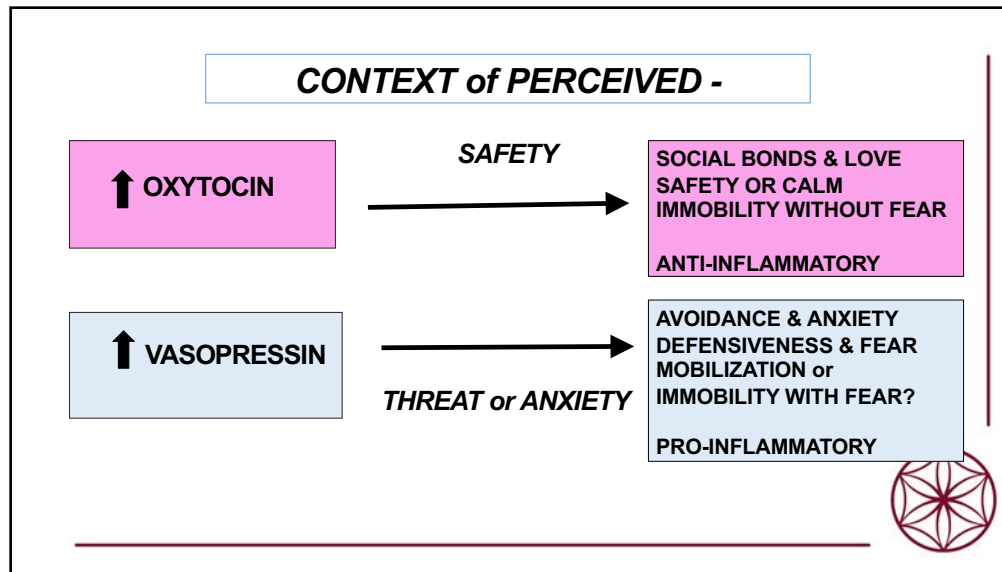 CONTEXT of PERCEIVED -
SAFETY
OXYTOCIN
SOCIAL BONDS & LOVE
SAFETY OR CALM
IMMOBILITY WITHOUT FEAR
ANTI-INFLAMMATORY
VASOPRESSIN
THREAT or ANXIETY
AVOIDANCE & ANXIETY
DEFENSIVENESS & FEAR
MOBILIZATION or
IMMOBILITY WITH FEAR?
PRO-INFLAMMATORY